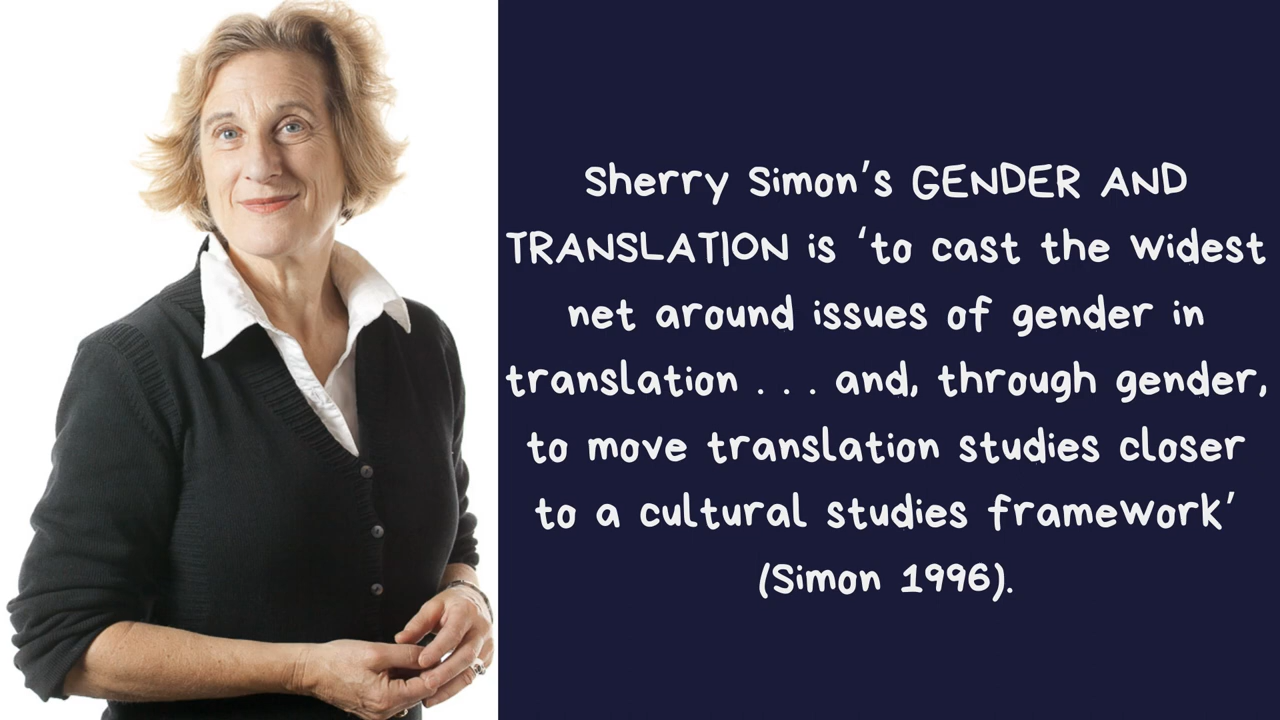 Sherry Simon's GENDER AND
TRANSLATION is 'to cast the widest
net around issues of gender in
translation . . . and, through gender,
to move translation studies closer
to a cultural studies framework'
(Simon 1996).